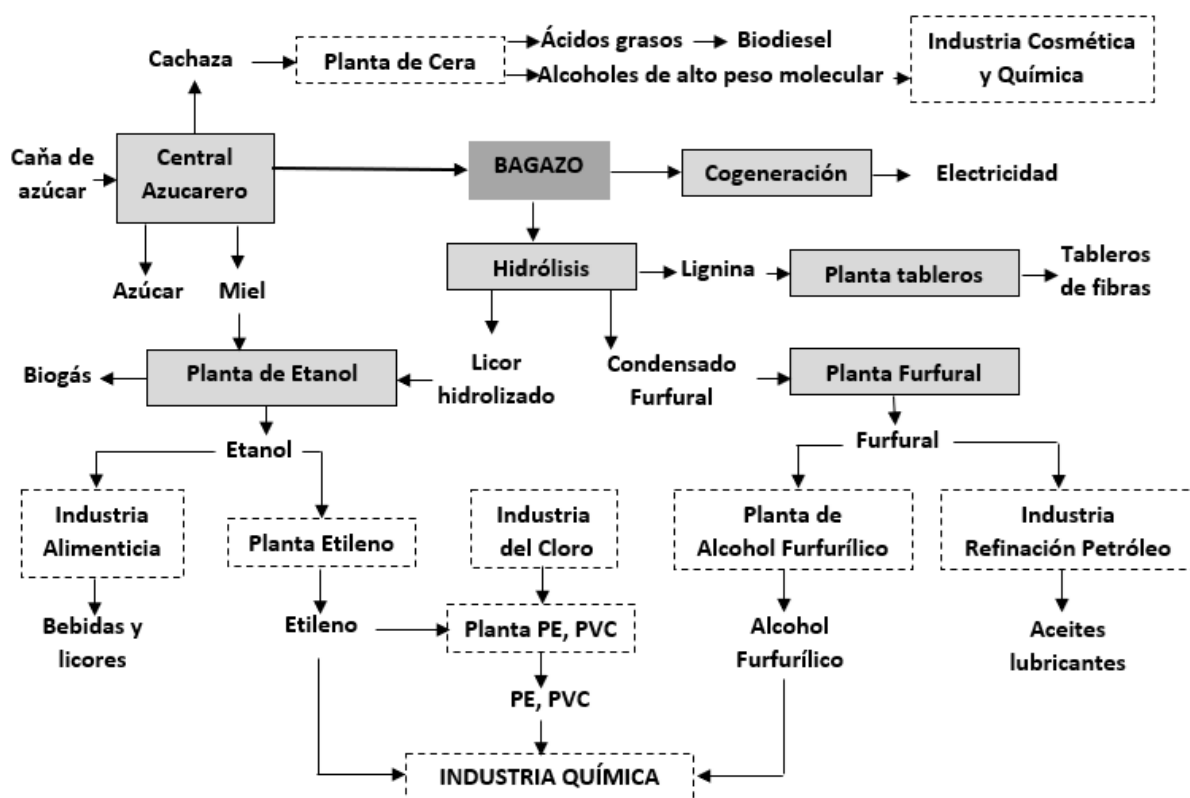 Cachaza
Planta de Cera
Ácidos grasos
Biodiesel
Alcoholes de alto peso molecular
Industria Cosmética
y Química
Caña de
azúcar
Central
Azucarero
BAGAZO
Cogeneración
Electricidad
Azúcar
Miel
Hidrólisis
Lignina
Planta tableros
Tableros
de fibras
Biogás
Planta de Etanol
Licor
hidrolizado
Condensado
Furfural
Planta Furfural
Etanol
Furfural
Industria
Alimenticia
Planta Etileno
Industria
del Cloro
Planta de
Alcohol Furfurílico
Industria
Refinación Petróleo
Bebidas y
licores
Etileno
Planta PE, PVC
Alcohol
Furfurílico
Aceites
lubricantes
PE, PVC
INDUSTRIA QUÍMICA